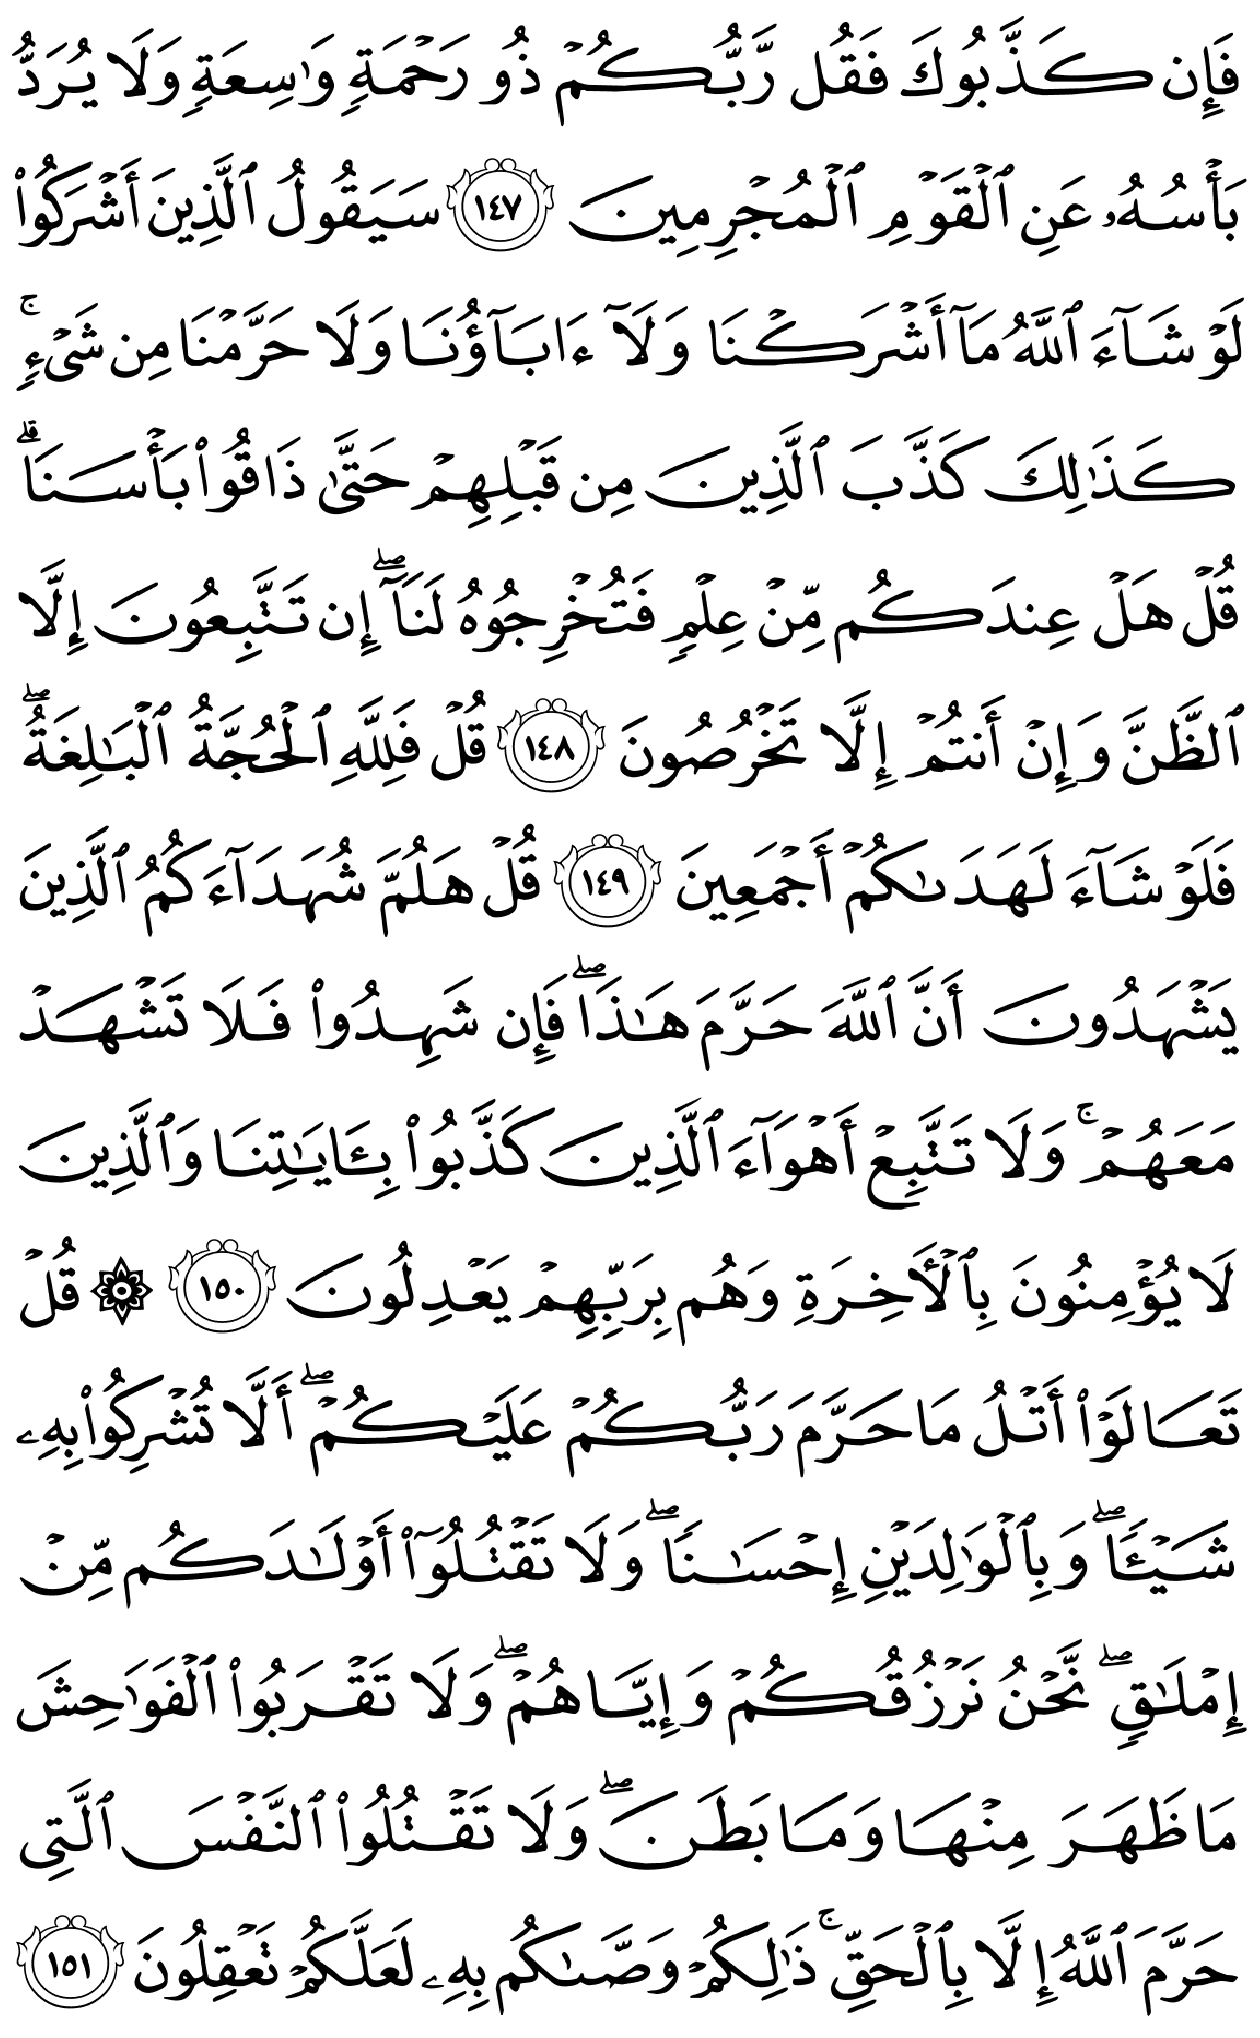 فَإِن كَذَّبُوكَ فَقُل رَّبُّكُمۡ ذُو رَحۡمَةٖ وَٰسِعَةٖ وَلَا يُرَدُّ
بَأۡسُهُۥ عَنِ ٱلۡقَوۡمِ ٱلۡمُجۡرِمِينَ ١٤٧ سَيَقُولُ ٱلَّذِينَ أَشۡرَكُواْ
لَوۡ شَآءَ ٱللَّهُ مَآ أَشۡرَكۡنَا وَلَآ ءَابَآؤُنَا وَلَا حَرَّمۡنَا مِن شَيۡءٖۚ
كَذَٰلِكَ كَذَّبَ ٱلَّذِينَ مِن قَبۡلِهِمۡ حَتَّىٰ ذَاقُواْ بَأۡسَنَاۗ
قُلۡ هَلۡ عِندَكُم مِّنۡ عِلۡمٖ فَتُخۡرِجُوهُ لَنَآۖ إِن تَتَّبِعُونَ إِلَّا
ٱلظَّنَّ وَإِنۡ أَنتُمۡ إِلَّا تَخۡرُصُونَ ١٤٨ قُلۡ فَلِلَّهِ ٱلۡحُجَّةُ ٱلۡبَٰلِغَةُۖ
فَلَوۡ شَآءَ لَهَدَىٰكُمۡ أَجۡمَعِينَ ١٤٩ قُلۡ هَلُمَّ شُهَدَآءَكُمُ ٱلَّذِينَ
يَشۡهَدُونَ أَنَّ ٱللَّهَ حَرَّمَ هَٰذَاۖ فَإِن شَهِدُواْ فَلَا تَشۡهَدۡ
مَعَهُمۡۚ وَلَا تَتَّبِعۡ أَهۡوَآءَ ٱلَّذِينَ كَذَّبُواْ بِـَٔايَٰتِنَا وَٱلَّذِينَ
لَا يُؤۡمِنُونَ بِٱلۡأٓخِرَةِ وَهُم بِرَبِّهِمۡ يَعۡدِلُونَ ١٥٠ ۞ قُلۡ
تَعَالَوۡاْ أَتۡلُ مَا حَرَّمَ رَبُّكُمۡ عَلَيۡكُمۡۖ أَلَّا تُشۡرِكُواْ بِهِۦ
شَيۡـٔٗاۖ وَبِٱلۡوَٰلِدَيۡنِ إِحۡسَٰنٗاۖ وَلَا تَقۡتُلُوٓاْ أَوۡلَٰدَكُم مِّنۡ
إِمۡلَٰقٖۖ نَّحۡنُ نَرۡزُقُكُمۡ وَإِيَّاهُمۡۖ وَلَا تَقۡرَبُواْ ٱلۡفَوَٰحِشَ
مَا ظَهَرَ مِنۡهَا وَمَا بَطَنَۖ وَلَا تَقۡتُلُواْ ٱلنَّفۡسَ ٱلَّتِي
حَرَّمَ ٱللَّهُ إِلَّا بِٱلۡحَقِّۚ ذَٰلِكُمۡ وَصَّىٰكُم بِهِۦ لَعَلَّكُمۡ تَعۡقِلُونَ ١٥١